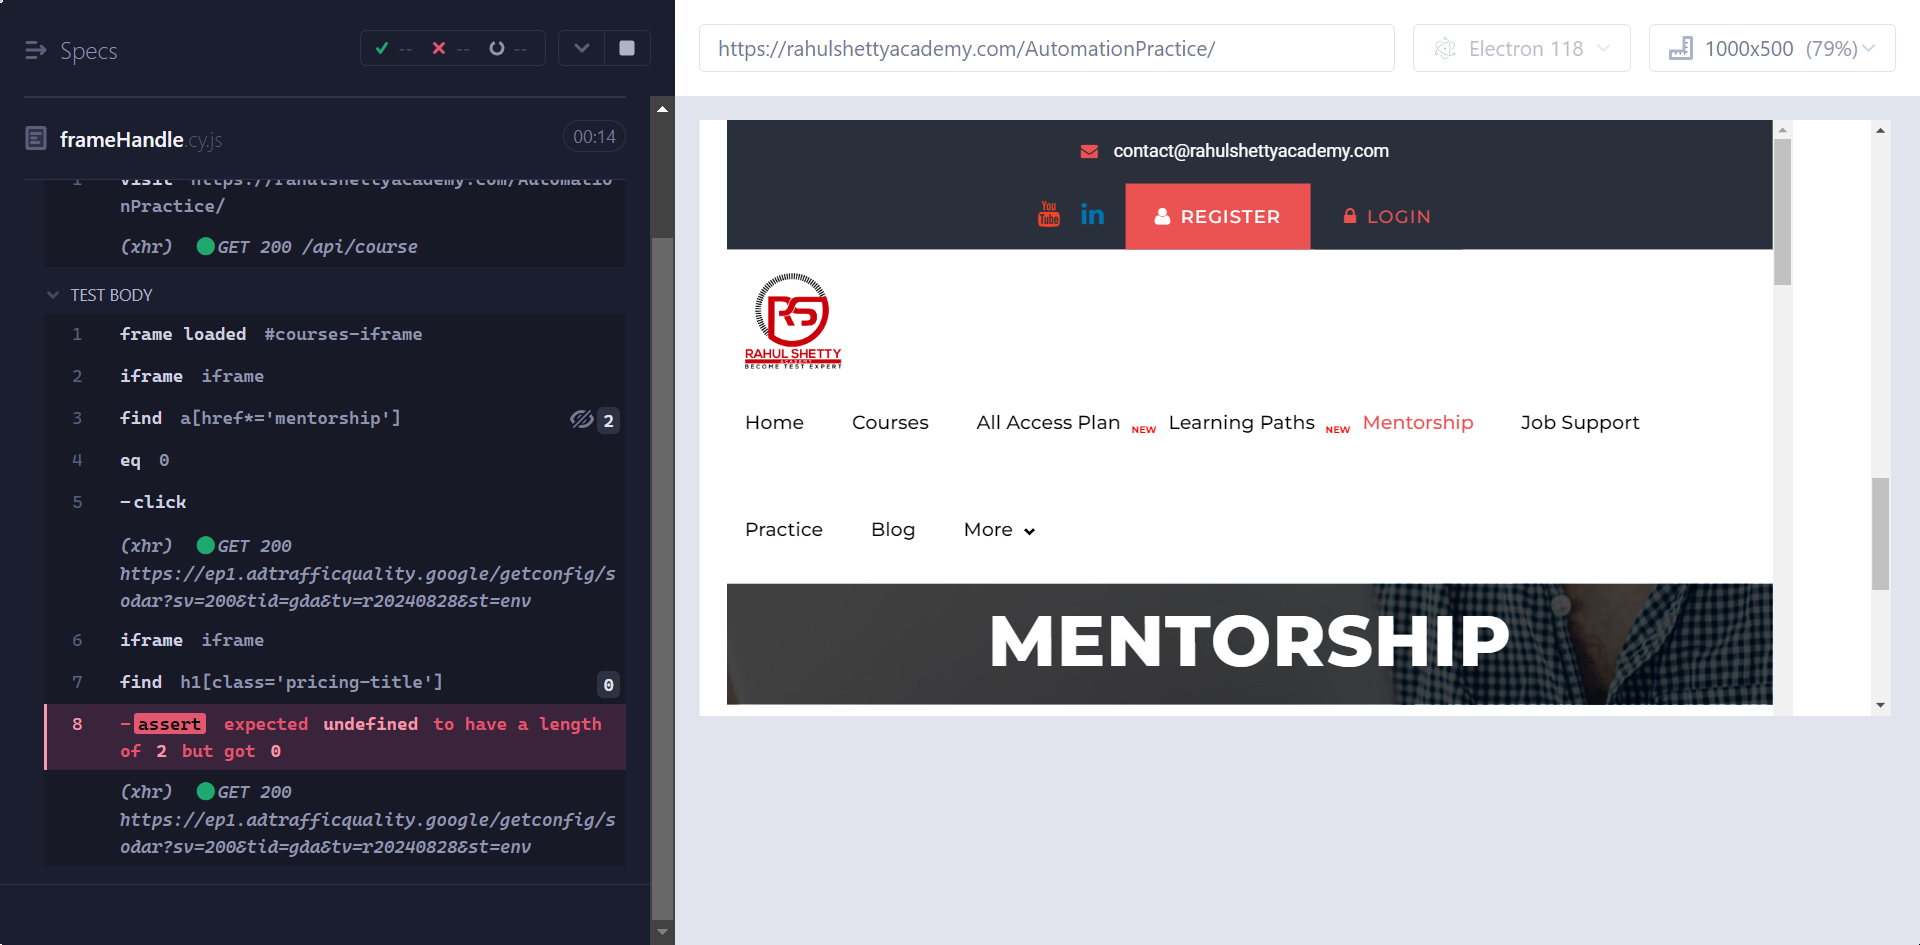 Specs
-- -- --
frameHandle.cy.js
00:14
1 visit https://rahulshettyacademy.com/Automatio
nPractice/
(xhr) GET 200 /api/course
TEST BODY
1 frame loaded #courses-iframe
2 iframe iframe
3 find a[href*='mentorship'] 2
4 eq 0
5 -click
(xhr) GET 200
https://ep1.adtrafficquality.google/getconfig/s
odar?sv=200&tid=gda&tv=r20240828&st=env
6 iframe iframe
7 find h1[class='pricing-title'] 0
8 -assert expected undefined to have a length
of 2 but got 0
(xhr) GET 200
https://ep1.adtrafficquality.google/getconfig/s
odar?sv=200&tid=gda&tv=r20240828&st=env
https://rahulshettyacademy.com/AutomationPractice/
Electron 118
1000x500 (79%)
contact@rahulshettyacademy.com
You Tube in REGISTER LOGIN
RS
RAHUL SHETTY
ACADEMY
BECOME TEST EXPERT
Home Courses All Access Plan NEW Learning Paths NEW Mentorship Job Support
Practice Blog More
MENTORSHIP